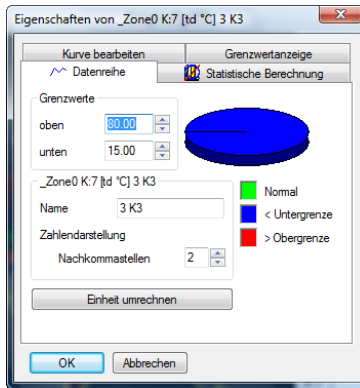 Eigenschaften von _Zone0 K:7 [td °C] 3 K3
Kurve bearbeiten
Grenzwertanzeige
Datenreihe
Statistische Berechnung
Grenzwerte
oben 80.00
unten 15.00
_Zone0 K:7 [td °C] 3 K3
Name 3 K3
Zahlendarstellung
Nachkommastellen 2
Normal
< Untergrenze
> Obergrenze
Einheit umrechnen
OK
Abbrechen